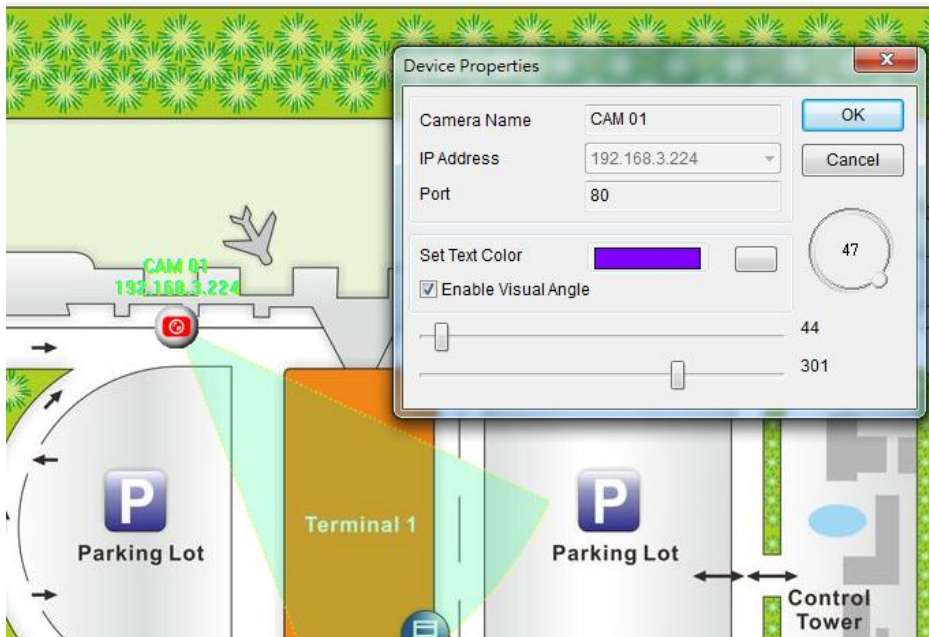 Device Properties
X
Camera Name
CAM 01
OK
IP Address
192.168.3.224
Cancel
Port
80
47
Set Text Color
Enable Visual Angle
44
301
CAM 01
192.168.3.224
P
Parking Lot
Terminal 1
P
Parking Lot
Control
Tower